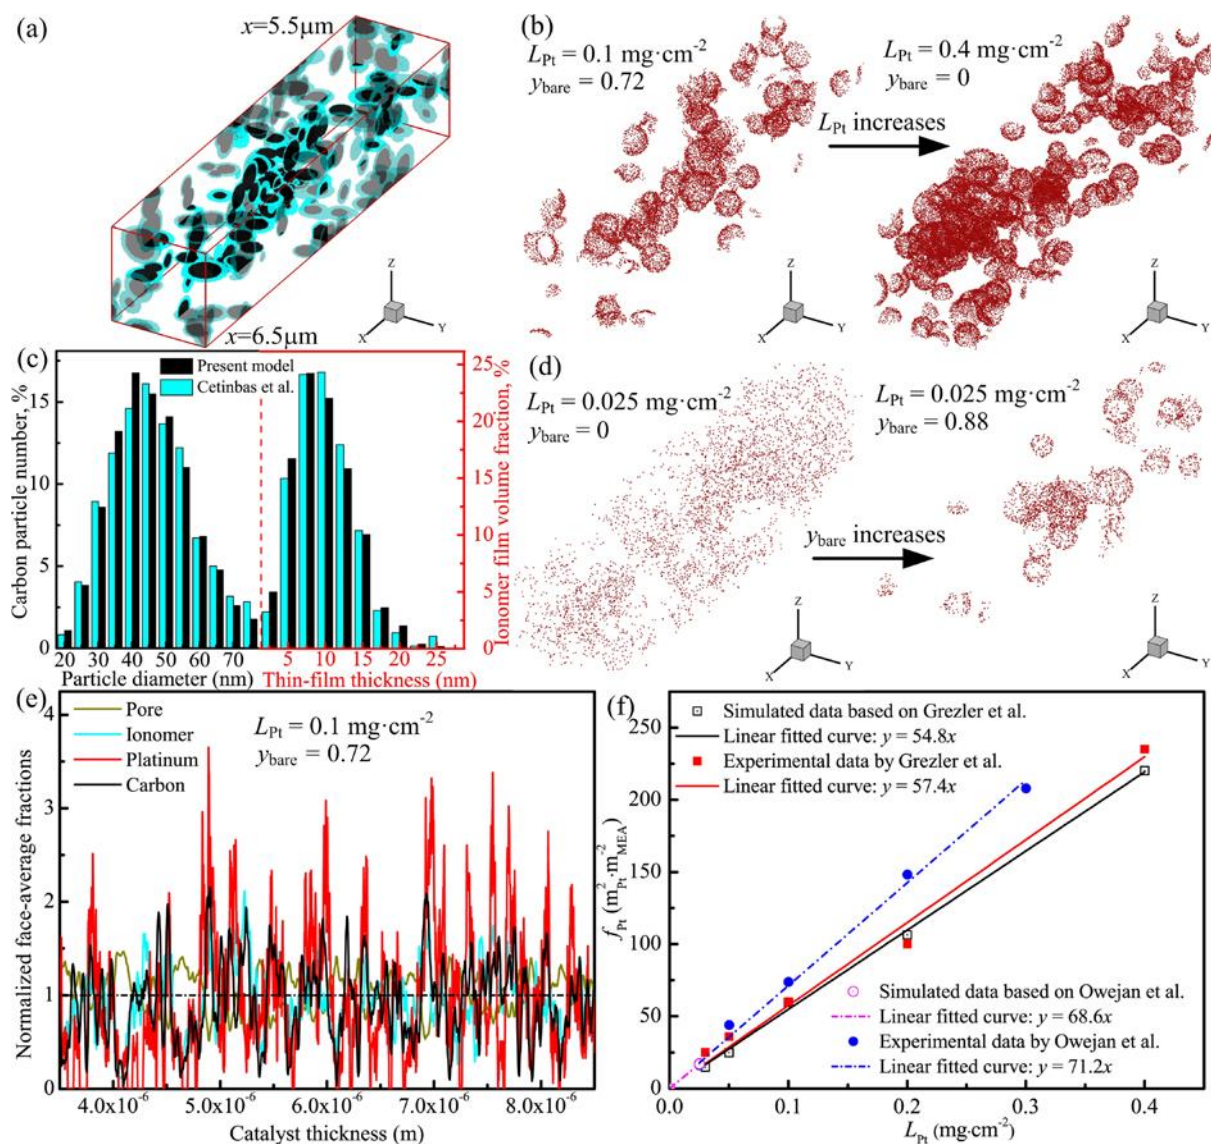 (a)
x=5.5μm
x=6.5μm
Z
X
Y
(b)
L_Pt = 0.1 mg·cm⁻²
y_bare = 0.72
L_Pt = 0.4 mg·cm⁻²
y_bare = 0
L_Pt increases
Z
X
Y
Z
X
Y
(c)
Present model
Cetinbas et al.
Carbon particle number, %
15
10
5
0
20 30 40 50 60 70
Particle diameter (nm)
5 10 15 20 25
Thin-film thickness (nm)
25%
20%
15%
10%
5%
0%
Ionomer film volume fraction, %
(d)
L_Pt = 0.025 mg·cm⁻²
y_bare = 0
L_Pt = 0.025 mg·cm⁻²
y_bare = 0.88
y_bare increases
Z
X
Y
Z
X
Y
(e)
Pore
Ionomer
Platinum
Carbon
L_Pt = 0.1 mg·cm⁻²
y_bare = 0.72
Normalized face-average fractions
4
3
2
1
0
4.0x10⁻⁶ 5.0x10⁻⁶ 6.0x10⁻⁶ 7.0x10⁻⁶ 8.0x10⁻⁶
Catalyst thickness (m)
(f)
Simulated data based on Grezler et al.
Linear fitted curve: y = 54.8x
Experimental data by Grezler et al.
Linear fitted curve: y = 57.4x
Simulated data based on Owejan et al.
Linear fitted curve: y = 68.6x
Experimental data by Owejan et al.
Linear fitted curve: y = 71.2x
f_Pt (m²_Pt·m⁻²_MEA)
250
200
150
100
50
0
0.0 0.1 0.2 0.3 0.4
L_Pt (mg·cm⁻²)